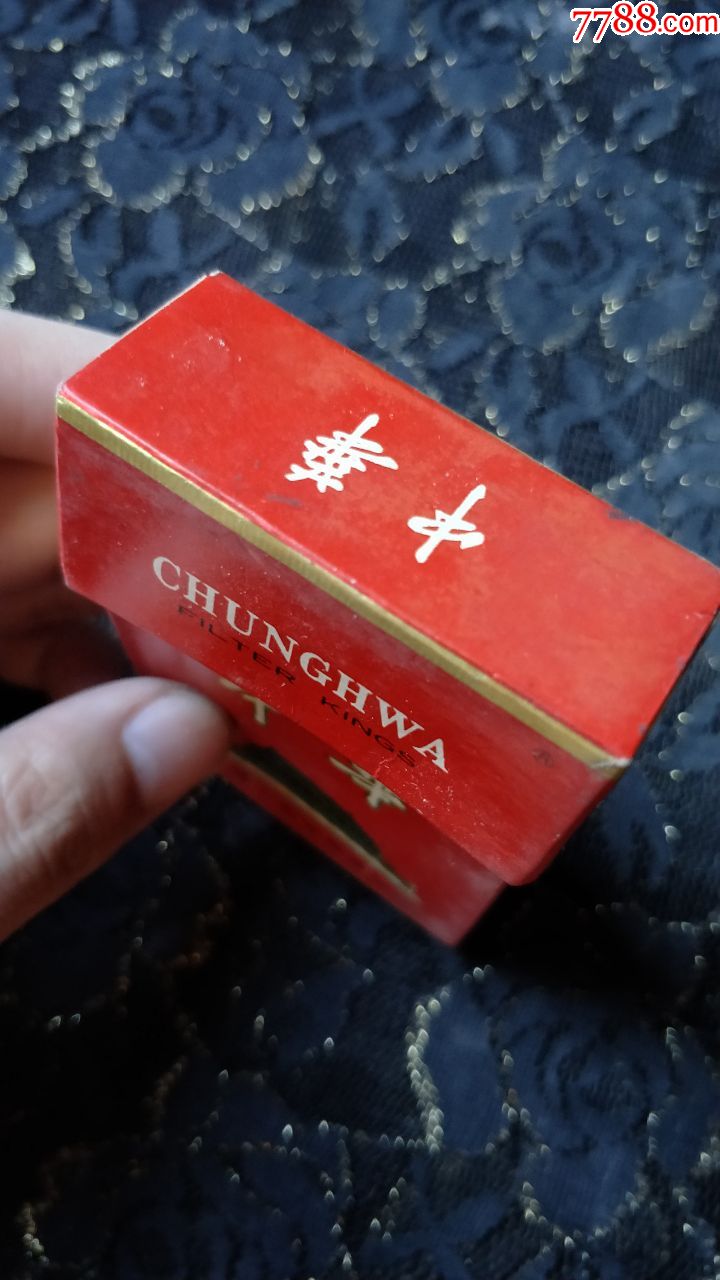 7788.com
中華
CHUNGHWA
FILTER KINGS
®